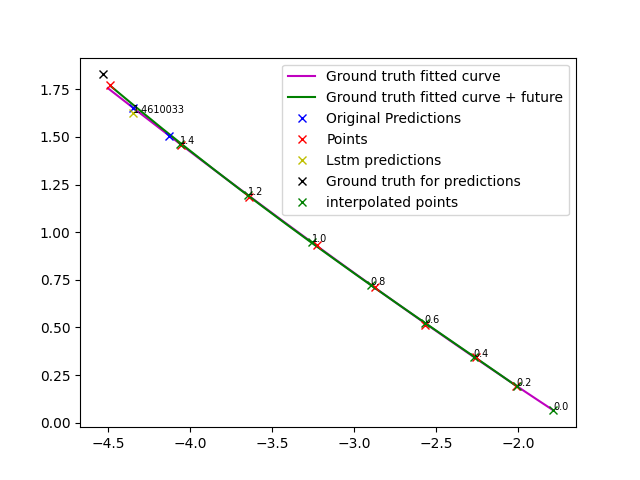 Ground truth fitted curve
Ground truth fitted curve + future
Original Predictions
Points
Lstm predictions
Ground truth for predictions
interpolated points
1.75
1.50
1.25
1.00
0.75
0.50
0.25
0.00
1.4610033
1.4
1.2
1.0
0.8
0.6
0.4
0.2
0.0
−4.5 −4.0 −3.5 −3.0 −2.5 −2.0